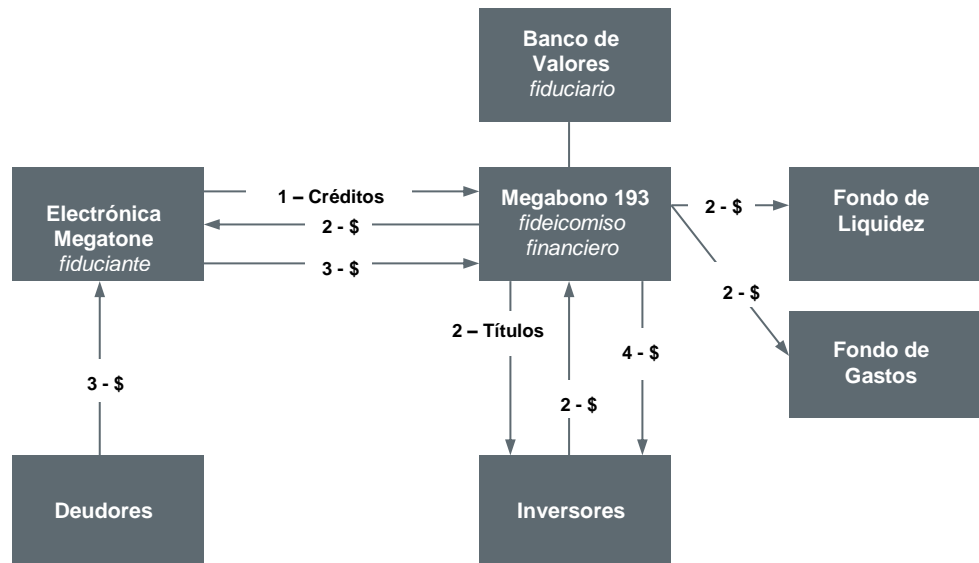 Banco de
Valores
fiduciario
Electrónica
Megatone
fiduciante
1 – Créditos
2 - $
3 - $
Megabono 193
fideicomiso
financiero
2 - $
Fondo de
Liquidez
2 - $
Fondo de
Gastos
2 – Títulos
4 - $
3 - $
2 - $
Deudores
Inversores